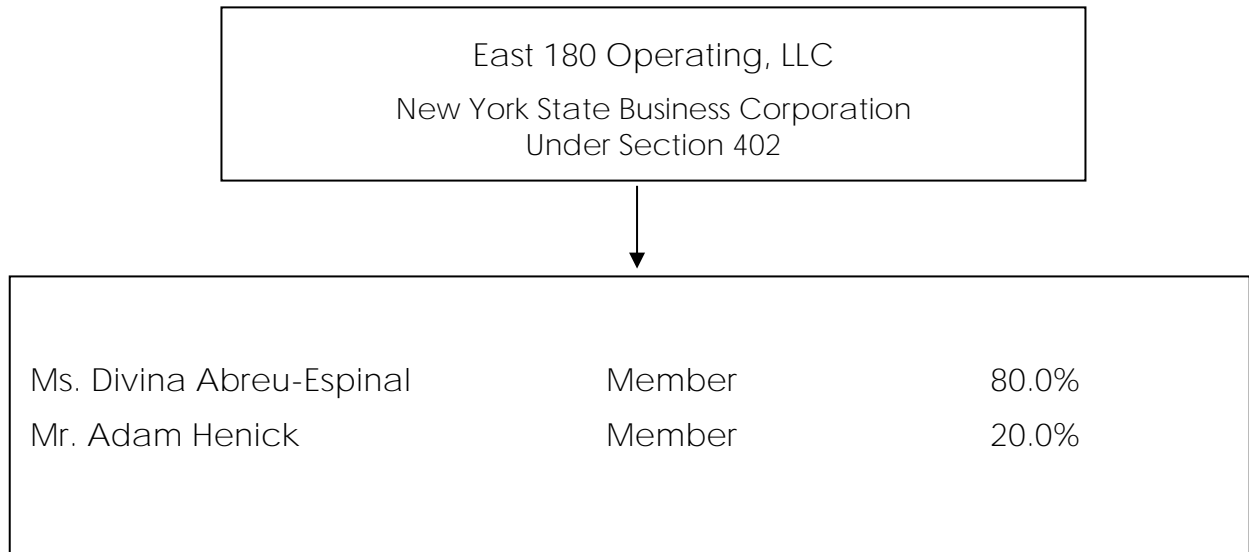 East 180 Operating, LLC
New York State Business Corporation
Under Section 402
Ms. Divina Abreu-Espinal Member 80.0%
Mr. Adam Henick Member 20.0%